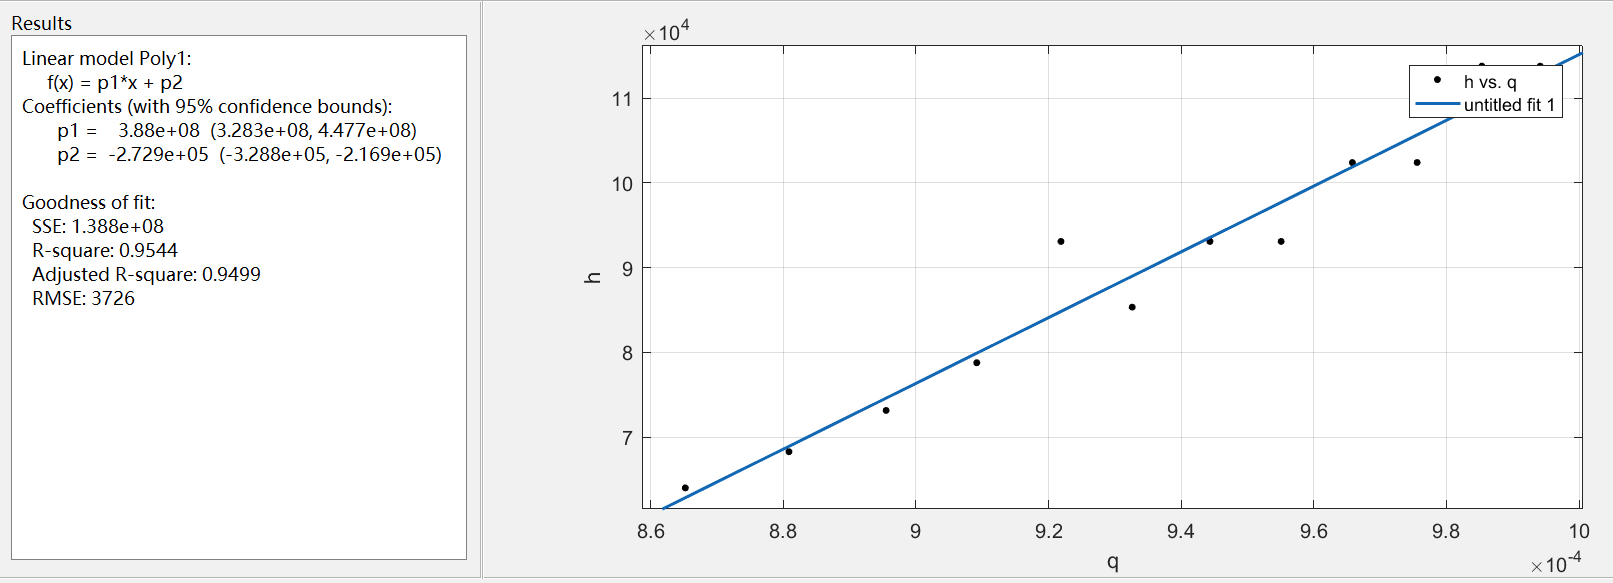 Results
Linear model Poly1:
f(x) = p1*x + p2
Coefficients (with 95% confidence bounds):
p1 = 3.88e+08 (3.283e+08, 4.477e+08)
p2 = -2.729e+05 (-3.288e+05, -2.169e+05)
Goodness of fit:
SSE: 1.388e+08
R-square: 0.9544
Adjusted R-square: 0.9499
RMSE: 3726
×10^4
h vs. q
untitled fit 1
11
10
9
8
7
h
8.6 8.8 9 9.2 9.4 9.6 9.8 10
q
×10^-4